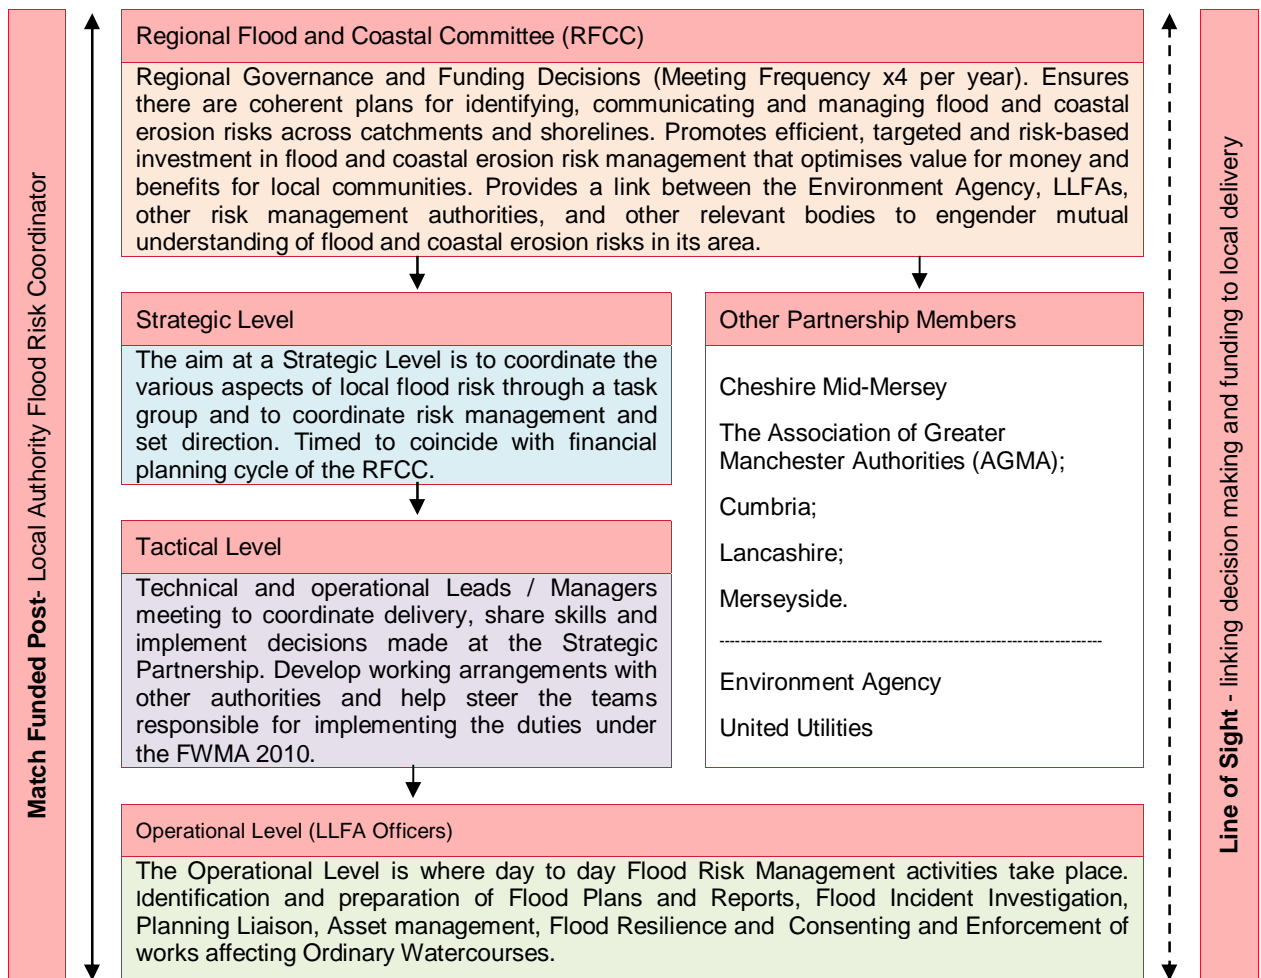 Match Funded Post- Local Authority Flood Risk Coordinator
Regional Flood and Coastal Committee (RFCC)
Regional Governance and Funding Decisions (Meeting Frequency x4 per year). Ensures
there are coherent plans for identifying, communicating and managing flood and coastal
erosion risks across catchments and shorelines. Promotes efficient, targeted and risk-based
investment in flood and coastal erosion risk management that optimises value for money and
benefits for local communities. Provides a link between the Environment Agency, LLFAs,
other risk management authorities, and other relevant bodies to engender mutual
understanding of flood and coastal erosion risks in its area.
Strategic Level
The aim at a Strategic Level is to coordinate the
various aspects of local flood risk through a task
group and to coordinate risk management and
set direction. Timed to coincide with financial
planning cycle of the RFCC.
Tactical Level
Technical and operational Leads / Managers
meeting to coordinate delivery, share skills and
implement decisions made at the Strategic
Partnership. Develop working arrangements with
other authorities and help steer the teams
responsible for implementing the duties under
the FWMA 2010.
Other Partnership Members
Cheshire Mid-Mersey
The Association of Greater
Manchester Authorities (AGMA);
Cumbria;
Lancashire;
Merseyside.
Environment Agency
United Utilities
Operational Level (LLFA Officers)
The Operational Level is where day to day Flood Risk Management activities take place.
Identification and preparation of Flood Plans and Reports, Flood Incident Investigation,
Planning Liaison, Asset management, Flood Resilience and Consenting and Enforcement of
works affecting Ordinary Watercourses.
Line of Sight - linking decision making and funding to local delivery